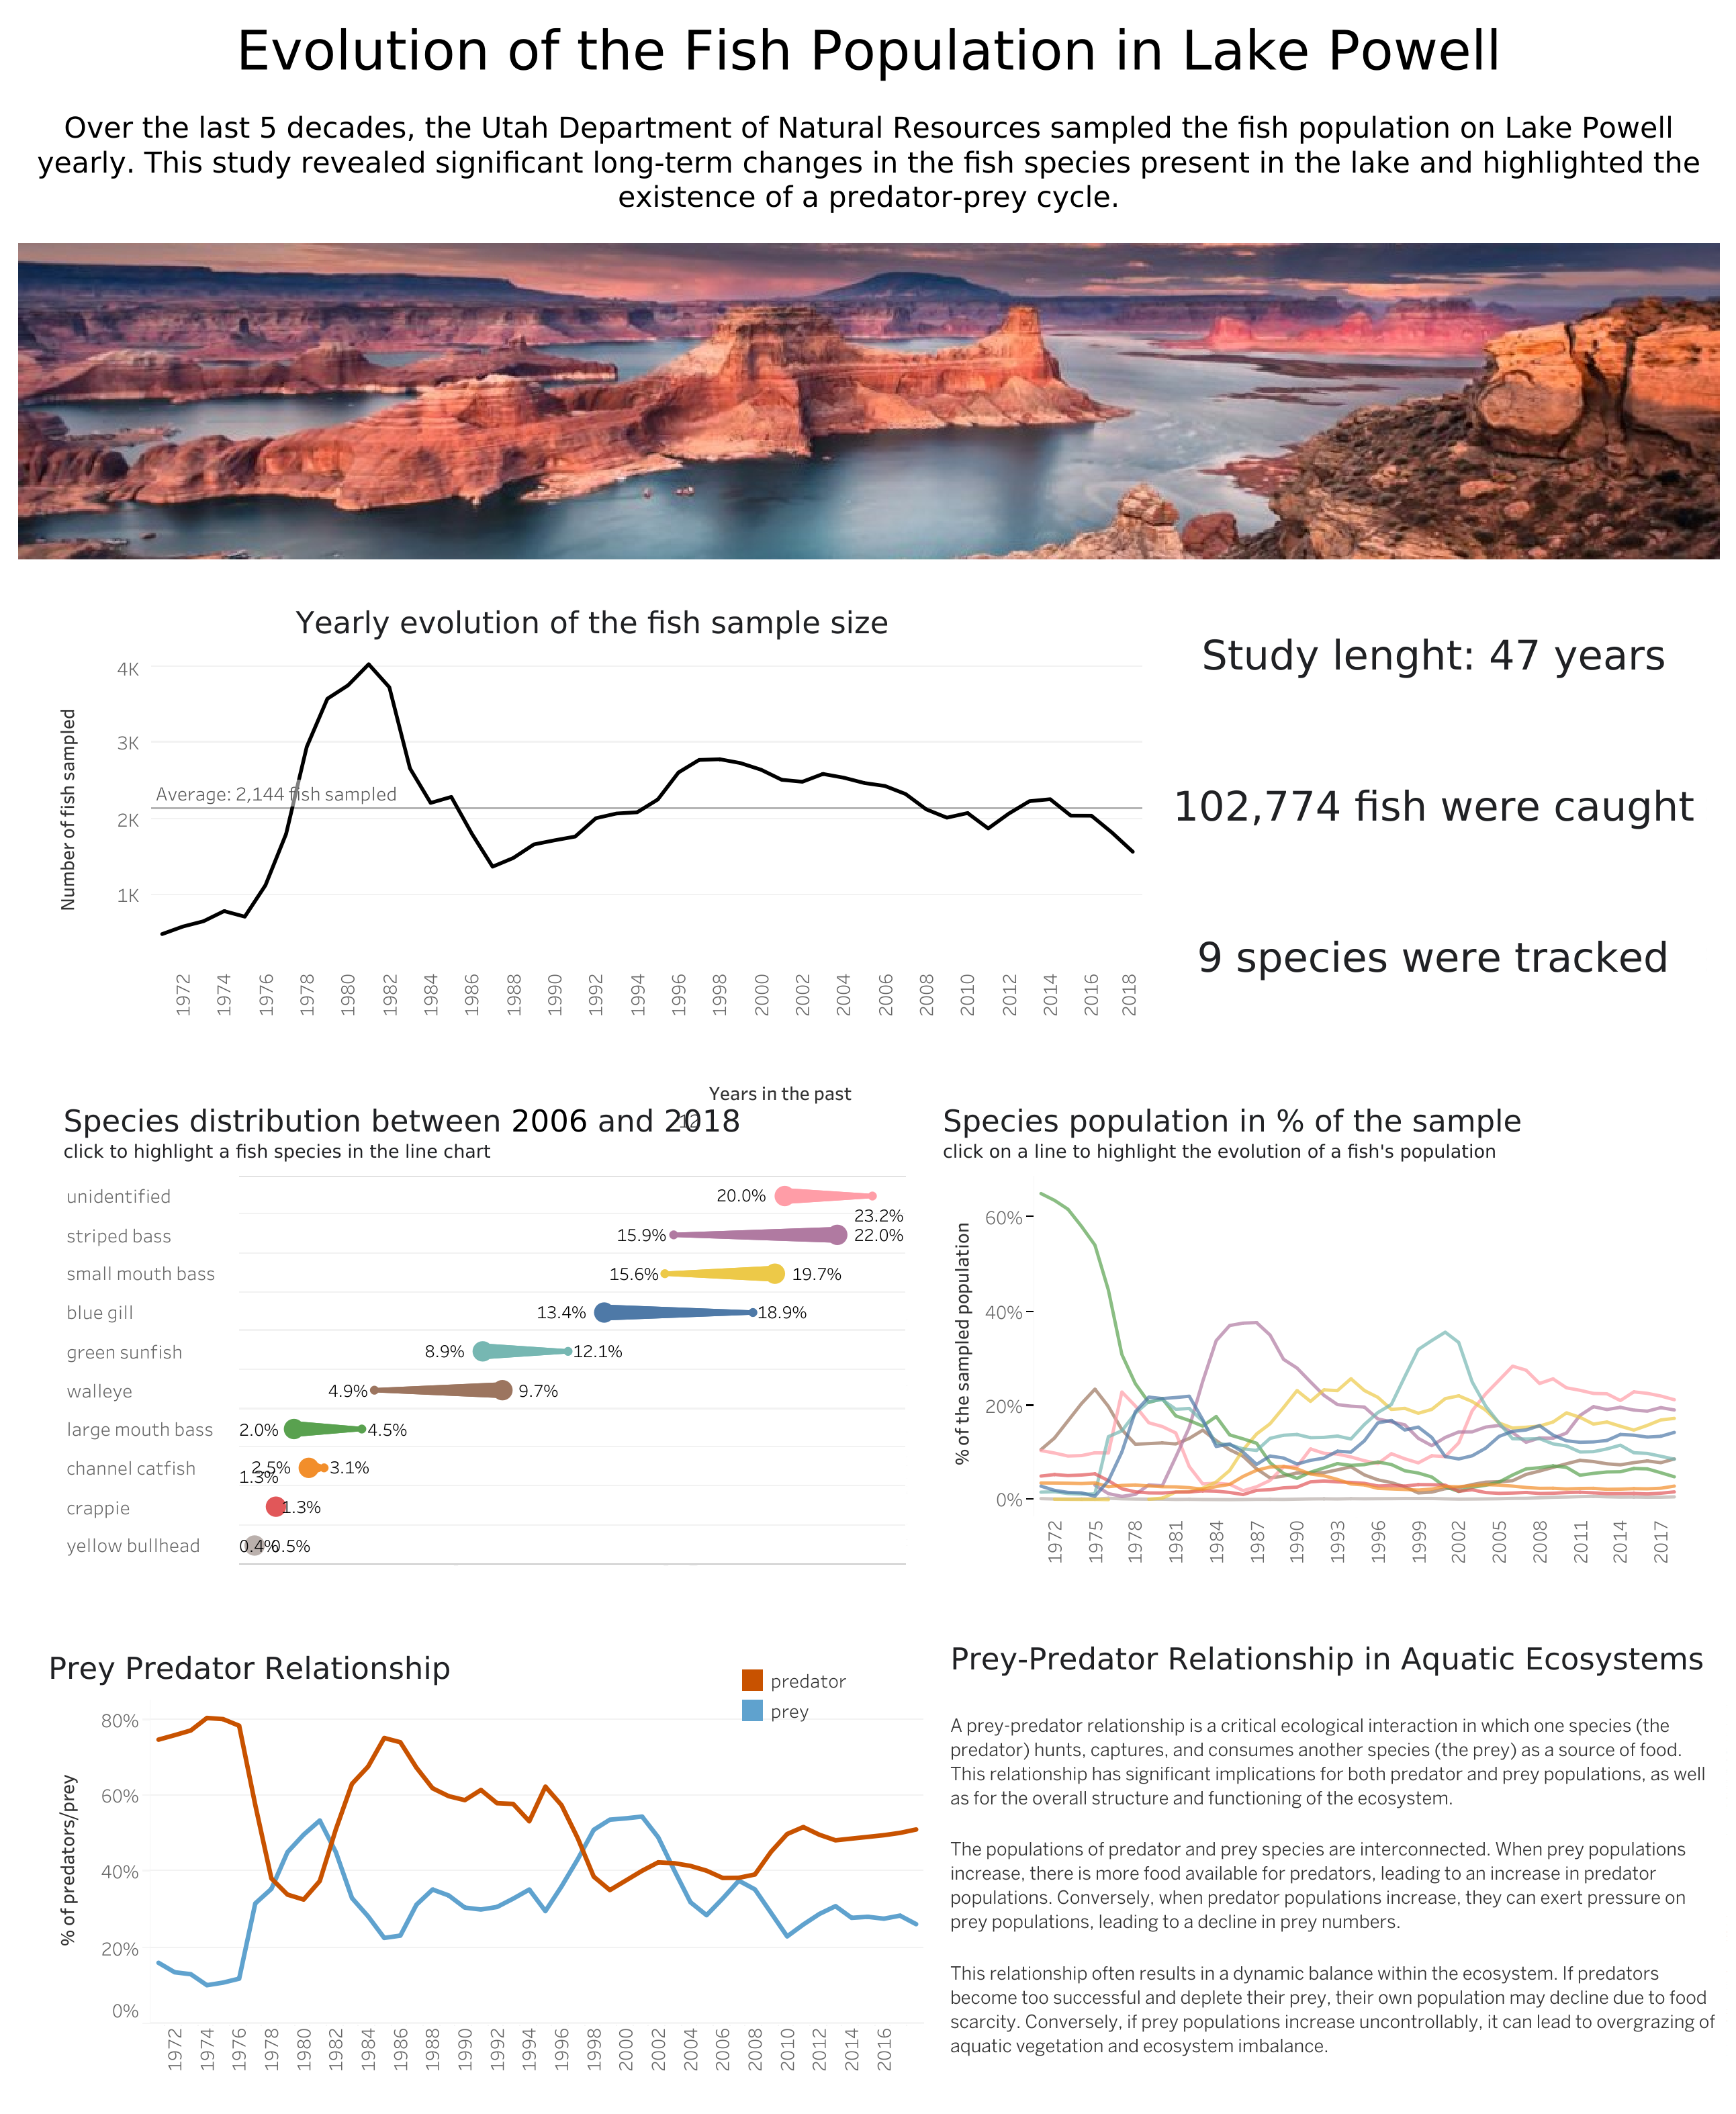 Evolution of the Fish Population in Lake Powell
Over the last 5 decades, the Utah Department of Natural Resources sampled the fish population on Lake Powell
yearly. This study revealed significant long-term changes in the fish species present in the lake and highlighted the
existence of a predator-prey cycle.
Yearly evolution of the fish sample size
Number of fish sampled
4K
3K
2K
1K
Average: 2,144 fish sampled
1972 1974 1976 1978 1980 1982 1984 1986 1988 1990 1992 1994 1996 1998 2000 2002 2004 2006 2008 2010 2012 2014 2016 2018
Study lenght: 47 years
102,774 fish were caught
9 species were tracked
Years in the past
12
Species distribution between 2006 and 2018
click to highlight a fish species in the line chart
unidentified 20.0% 23.2%
striped bass 15.9% 22.0%
small mouth bass 15.6% 19.7%
blue gill 13.4% 18.9%
green sunfish 8.9% 12.1%
walleye 4.9% 9.7%
large mouth bass 2.0% 4.5%
channel catfish 2.5% 3.1%
crappie 1.3% 1.3%
yellow bullhead 0.4% 0.5%
Species population in % of the sample
click on a line to highlight the evolution of a fish's population
% of the sampled population
60%
40%
20%
0%
1972 1975 1978 1981 1984 1987 1990 1993 1996 1999 2002 2005 2008 2011 2014 2017
Prey Predator Relationship
predator
prey
% of predators/prey
80%
60%
40%
20%
0%
1972 1974 1976 1978 1980 1982 1984 1986 1988 1990 1992 1994 1996 1998 2000 2002 2004 2006 2008 2010 2012 2014 2016
Prey-Predator Relationship in Aquatic Ecosystems
A prey-predator relationship is a critical ecological interaction in which one species (the
predator) hunts, captures, and consumes another species (the prey) as a source of food.
This relationship has significant implications for both predator and prey populations, as well
as for the overall structure and functioning of the ecosystem.
The populations of predator and prey species are interconnected. When prey populations
increase, there is more food available for predators, leading to an increase in predator
populations. Conversely, when predator populations increase, they can exert pressure on
prey populations, leading to a decline in prey numbers.
This relationship often results in a dynamic balance within the ecosystem. If predators
become too successful and deplete their prey, their own population may decline due to food
scarcity. Conversely, if prey populations increase uncontrollably, it can lead to overgrazing of
aquatic vegetation and ecosystem imbalance.